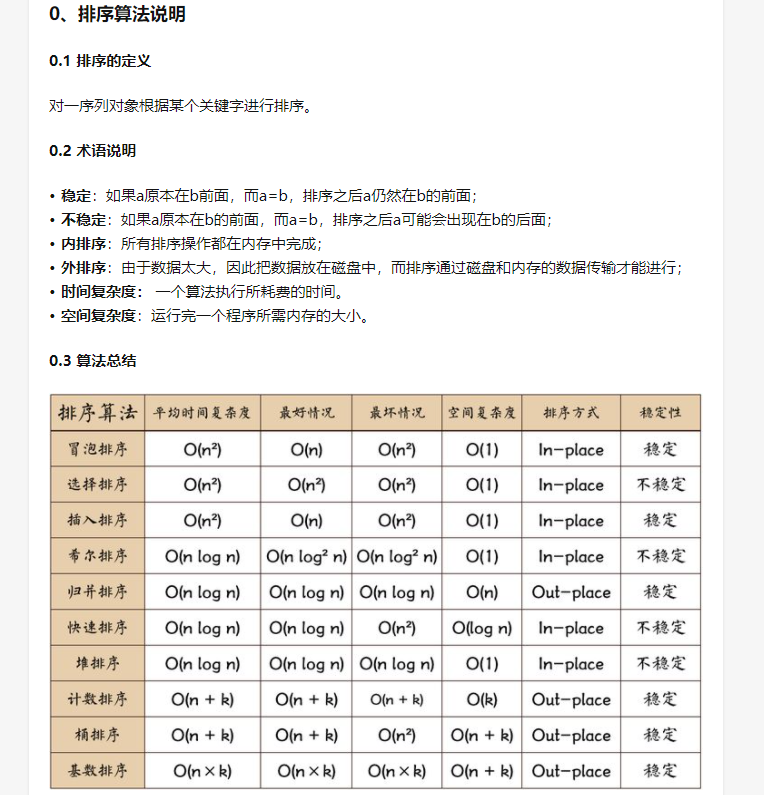 0、排序算法说明
0.1 排序的定义
对一序列对象根据某个关键字进行排序。
0.2 术语说明
• 稳定：如果a原本在b前面，而a=b，排序之后a仍然在b的前面；
• 不稳定：如果a原本在b的前面，而a=b，排序之后a可能会出现在b的后面；
• 内排序：所有排序操作都在内存中完成；
• 外排序：由于数据太大，因此把数据放在磁盘中，而排序通过磁盘和内存的数据传输才能进行；
• 时间复杂度： 一个算法执行所耗费的时间。
• 空间复杂度：运行完一个程序所需内存的大小。
0.3 算法总结
排序算法 平均时间复杂度 最好情况 最坏情况 空间复杂度 排序方式 稳定性
冒泡排序 O(n²) O(n) O(n²) O(1) In-place 稳定
选择排序 O(n²) O(n²) O(n²) O(1) In-place 不稳定
插入排序 O(n²) O(n) O(n²) O(1) In-place 稳定
希尔排序 O(n log n) O(n log² n) O(n log² n) O(1) In-place 不稳定
归并排序 O(n log n) O(n log n) O(n log n) O(n) Out-place 稳定
快速排序 O(n log n) O(n log n) O(n²) O(log n) In-place 不稳定
堆排序 O(n log n) O(n log n) O(n log n) O(1) In-place 不稳定
计数排序 O(n + k) O(n + k) O(n + k) O(k) Out-place 稳定
桶排序 O(n + k) O(n + k) O(n²) O(n + k) Out-place 稳定
基数排序 O(n×k) O(n×k) O(n×k) O(n + k) Out-place 稳定